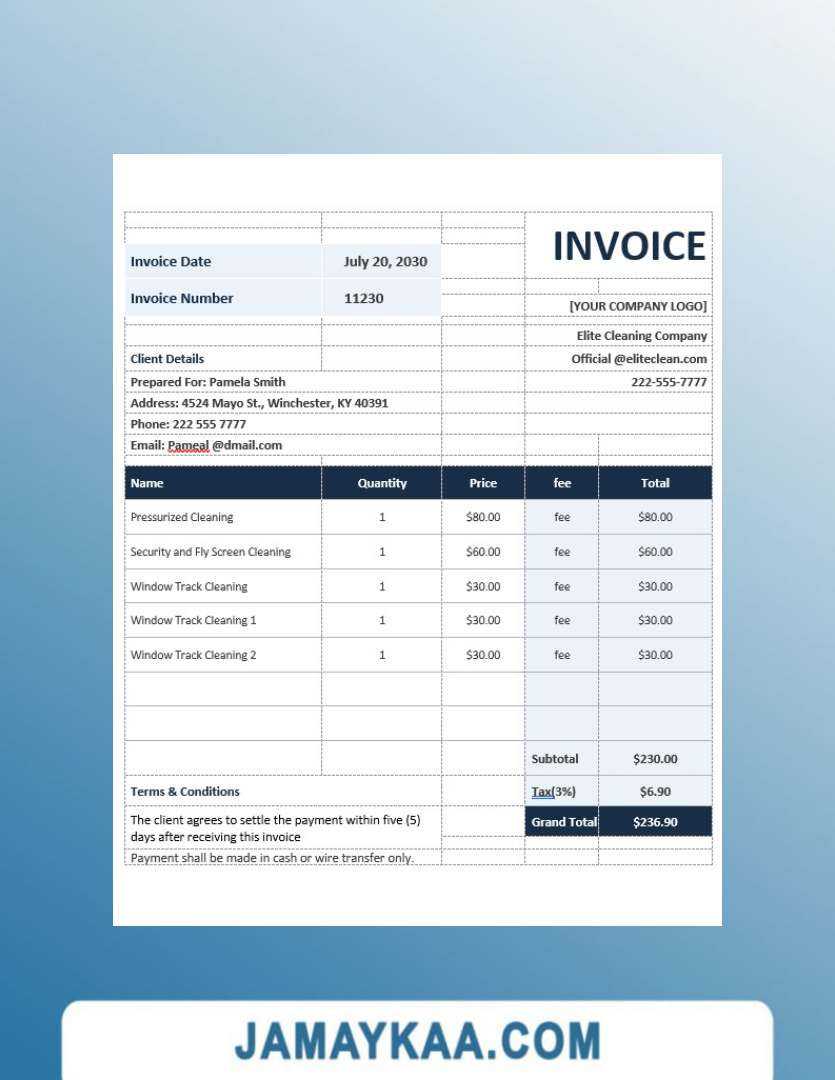 INVOICE
Invoice Date July 20, 2030
Invoice Number 11230
[YOUR COMPANY LOGO]
Elite Cleaning Company
Client Details Official @eliteclean.com
Prepared For: Pamela Smith 222-555-7777
Address: 4524 Mayo St., Winchester, KY 40391
Phone: 222 555 7777
Email: Pameal @dmail.com
Name Quantity Price fee Total
Pressurized Cleaning 1 $80.00 fee $80.00
Security and Fly Screen Cleaning 1 $60.00 fee $60.00
Window Track Cleaning 1 $30.00 fee $30.00
Window Track Cleaning 1 1 $30.00 fee $30.00
Window Track Cleaning 2 1 $30.00 fee $30.00
Subtotal $230.00
Terms & Conditions Tax(3%) $6.90
The client agrees to settle the payment within five (5) Grand Total $236.90
days after receiving this invoice
Payment shall be made in cash or wire transfer only.
JAMAYKAA.COM